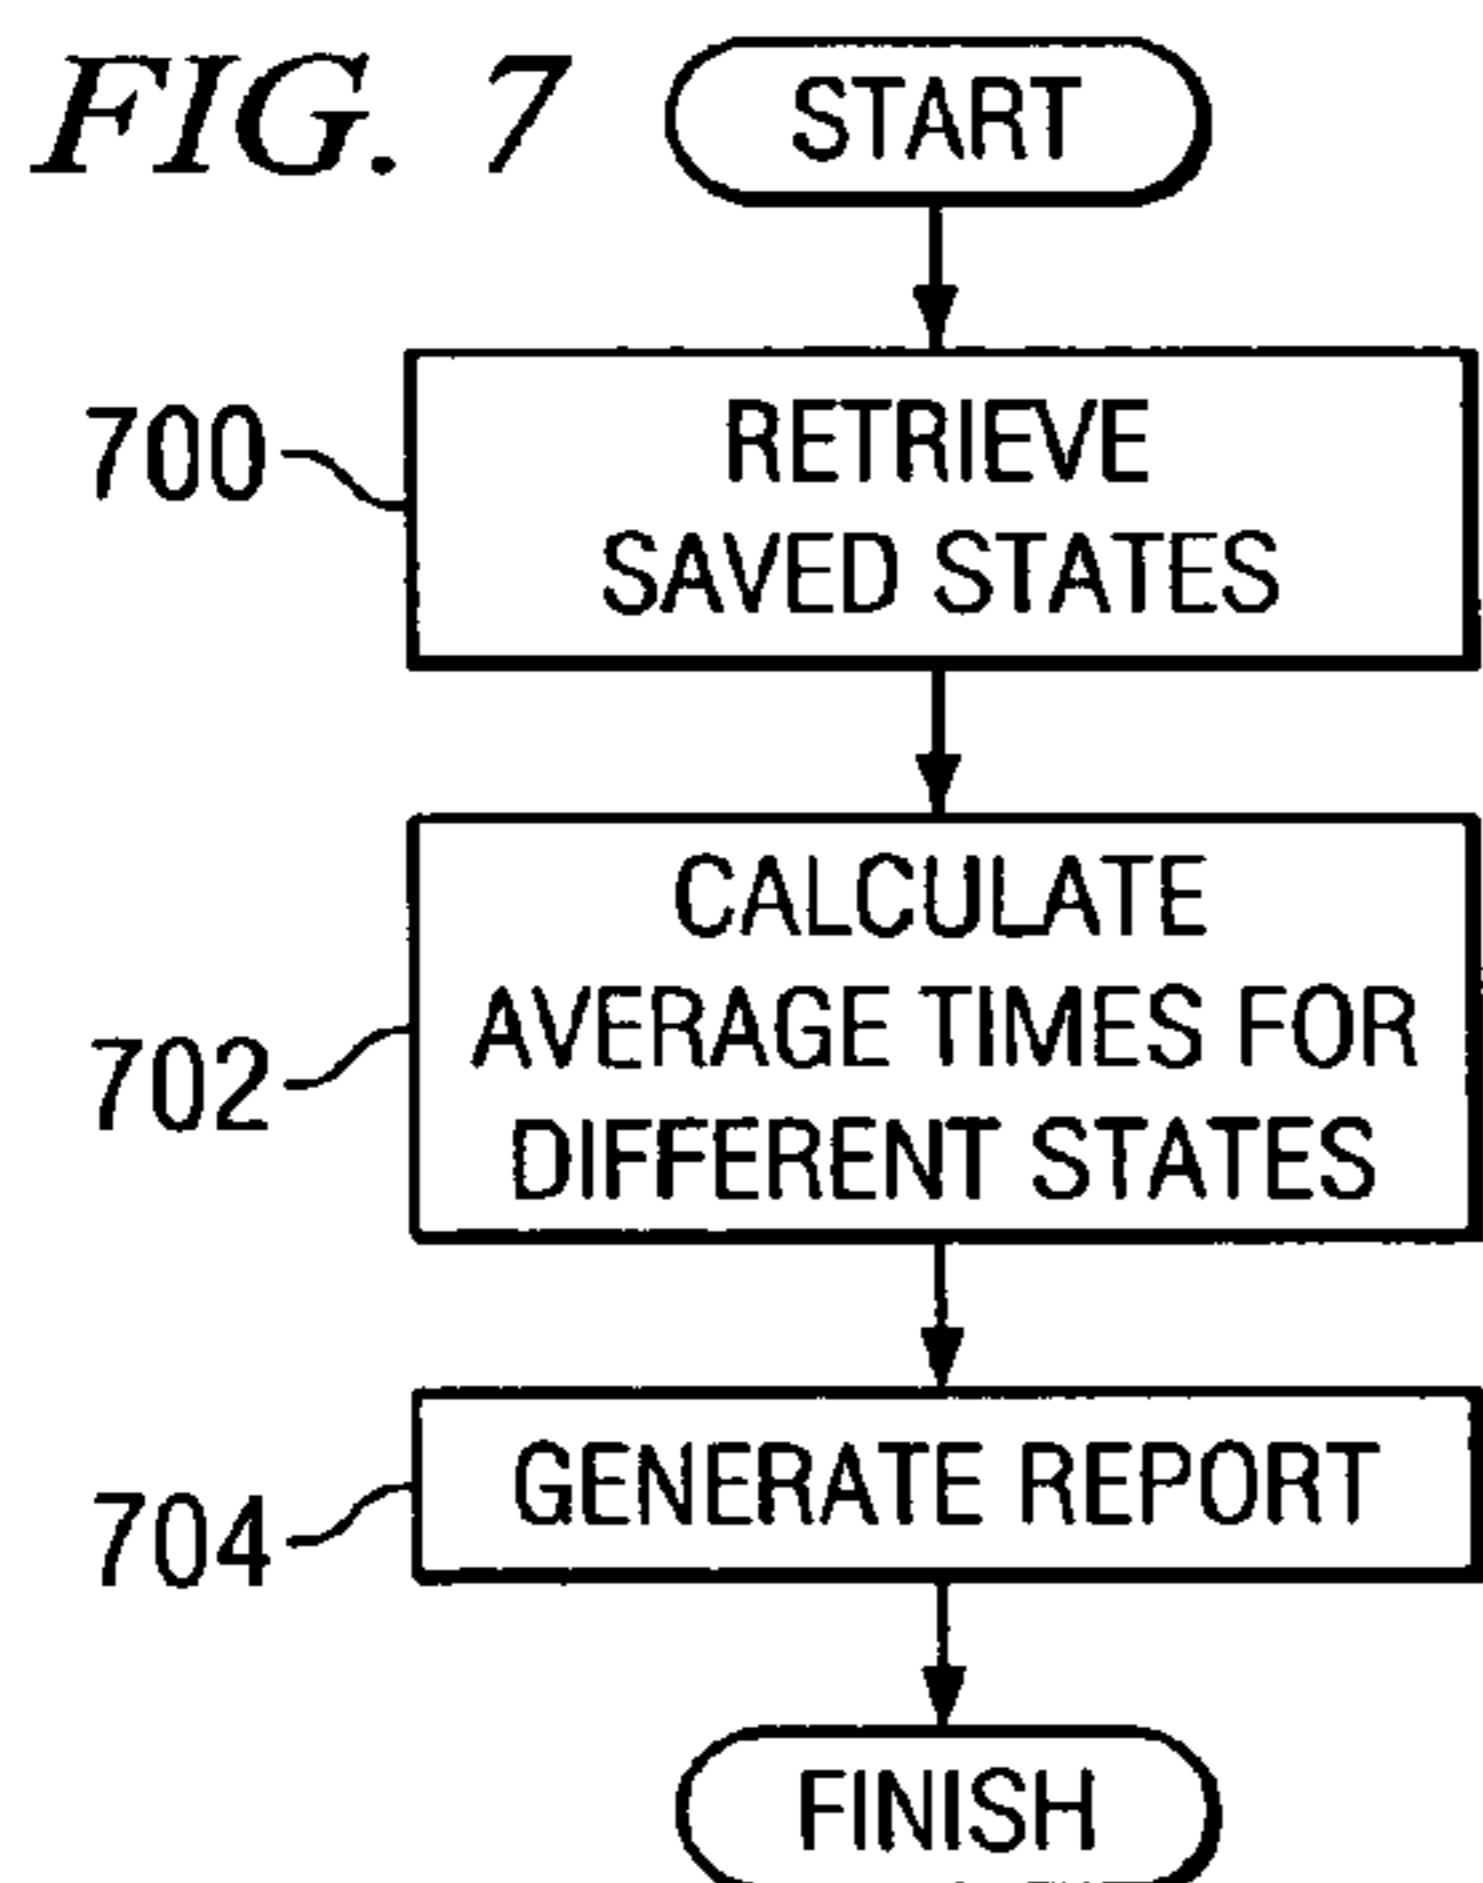 FIG. 7
START
700
RETRIEVE
SAVED STATES
702
CALCULATE
AVERAGE TIMES FOR
DIFFERENT STATES
704
GENERATE REPORT
FINISH